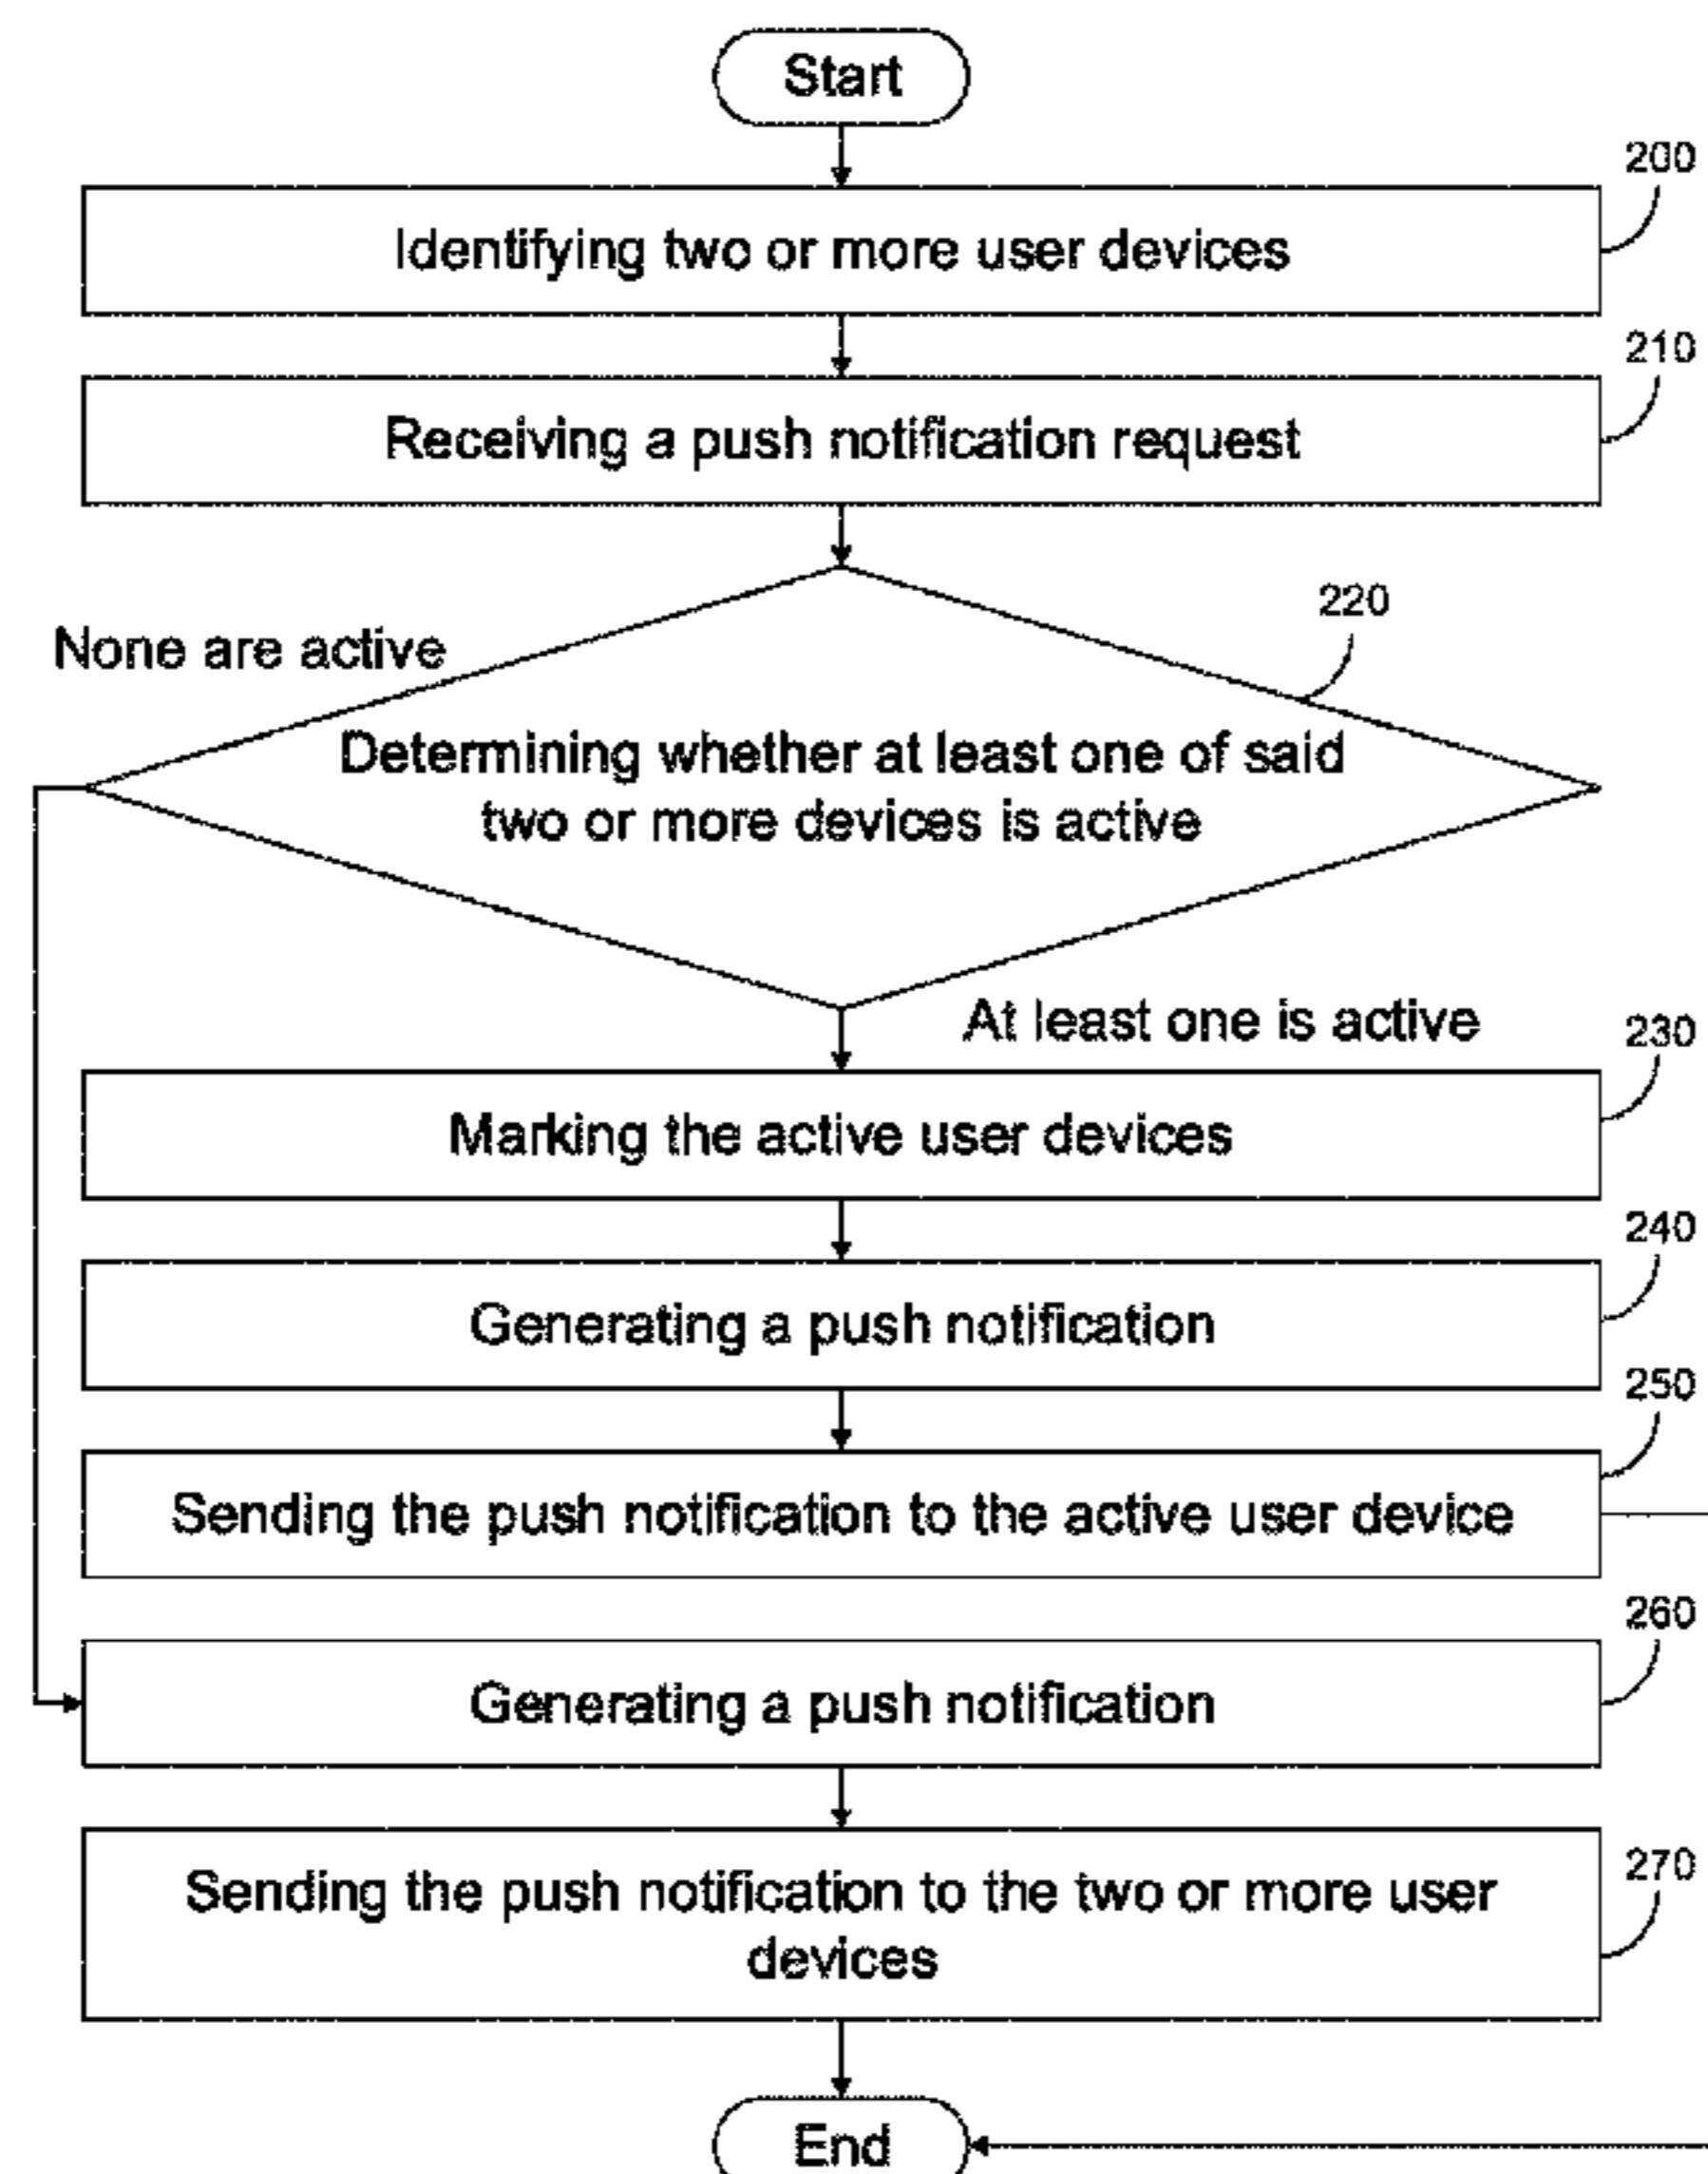 Start
200
Identifying two or more user devices
210
Receiving a push notification request
220
None are active
Determining whether at least one of said
two or more devices is active
At least one is active
230
Marking the active user devices
240
Generating a push notification
250
Sending the push notification to the active user device
260
Generating a push notification
270
Sending the push notification to the two or more user
devices
End